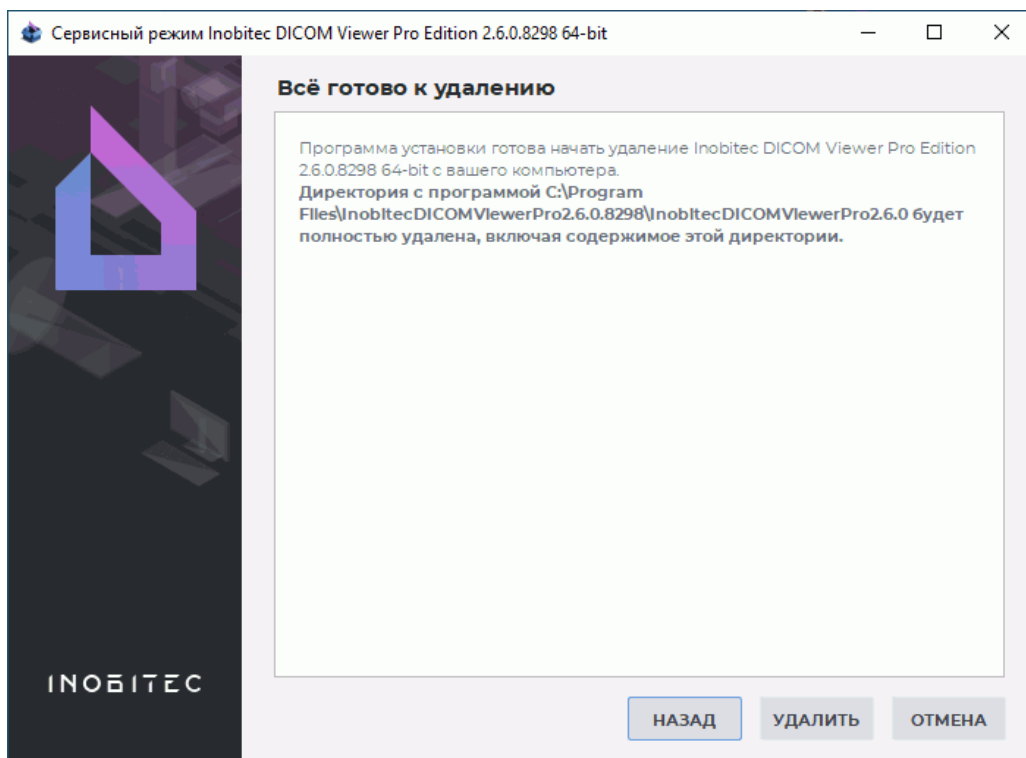 Сервисный режим Inobitec DICOM Viewer Pro Edition 2.6.0.8298 64-bit
Всё готово к удалению
Программа установки готова начать удаление Inobitec DICOM Viewer Pro Edition
2.6.0.8298 64-bit с вашего компьютера.
Директория с программой C:\Program
Files\InobitecDICOMViewerPro2.6.0.8298\InobitecDICOMViewerPro2.6.0 будет
полностью удалена, включая содержимое этой директории.
INOBITEC
НАЗАД УДАЛИТЬ ОТМЕНА